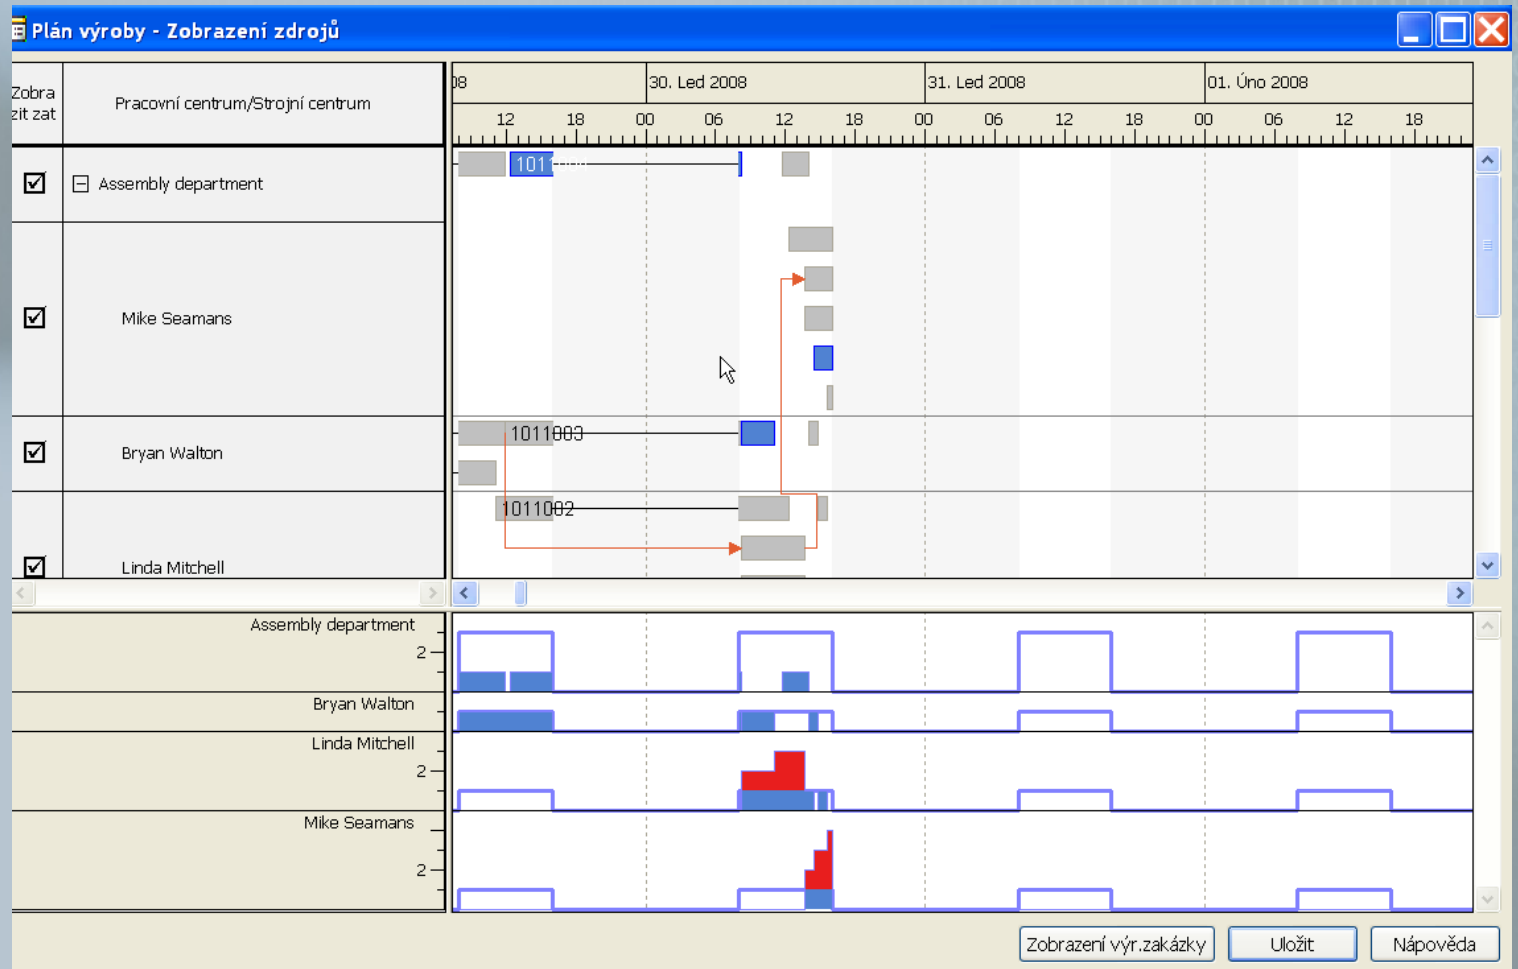 Plán výroby - Zobrazení zdrojů
Zobra
zit zat
Pracovní centrum/Strojní centrum
08
30. Led 2008
31. Led 2008
01. Úno 2008
12 18 00 06 12 18 00 06 12 18 00 06 12 18
Assembly department
Mike Seamans
Bryan Walton
1011003
1011002
Linda Mitchell
Assembly department
2
Bryan Walton
Linda Mitchell
2
Mike Seamans
2
Zobrazení výr.zakázky
Uložit
Nápověda